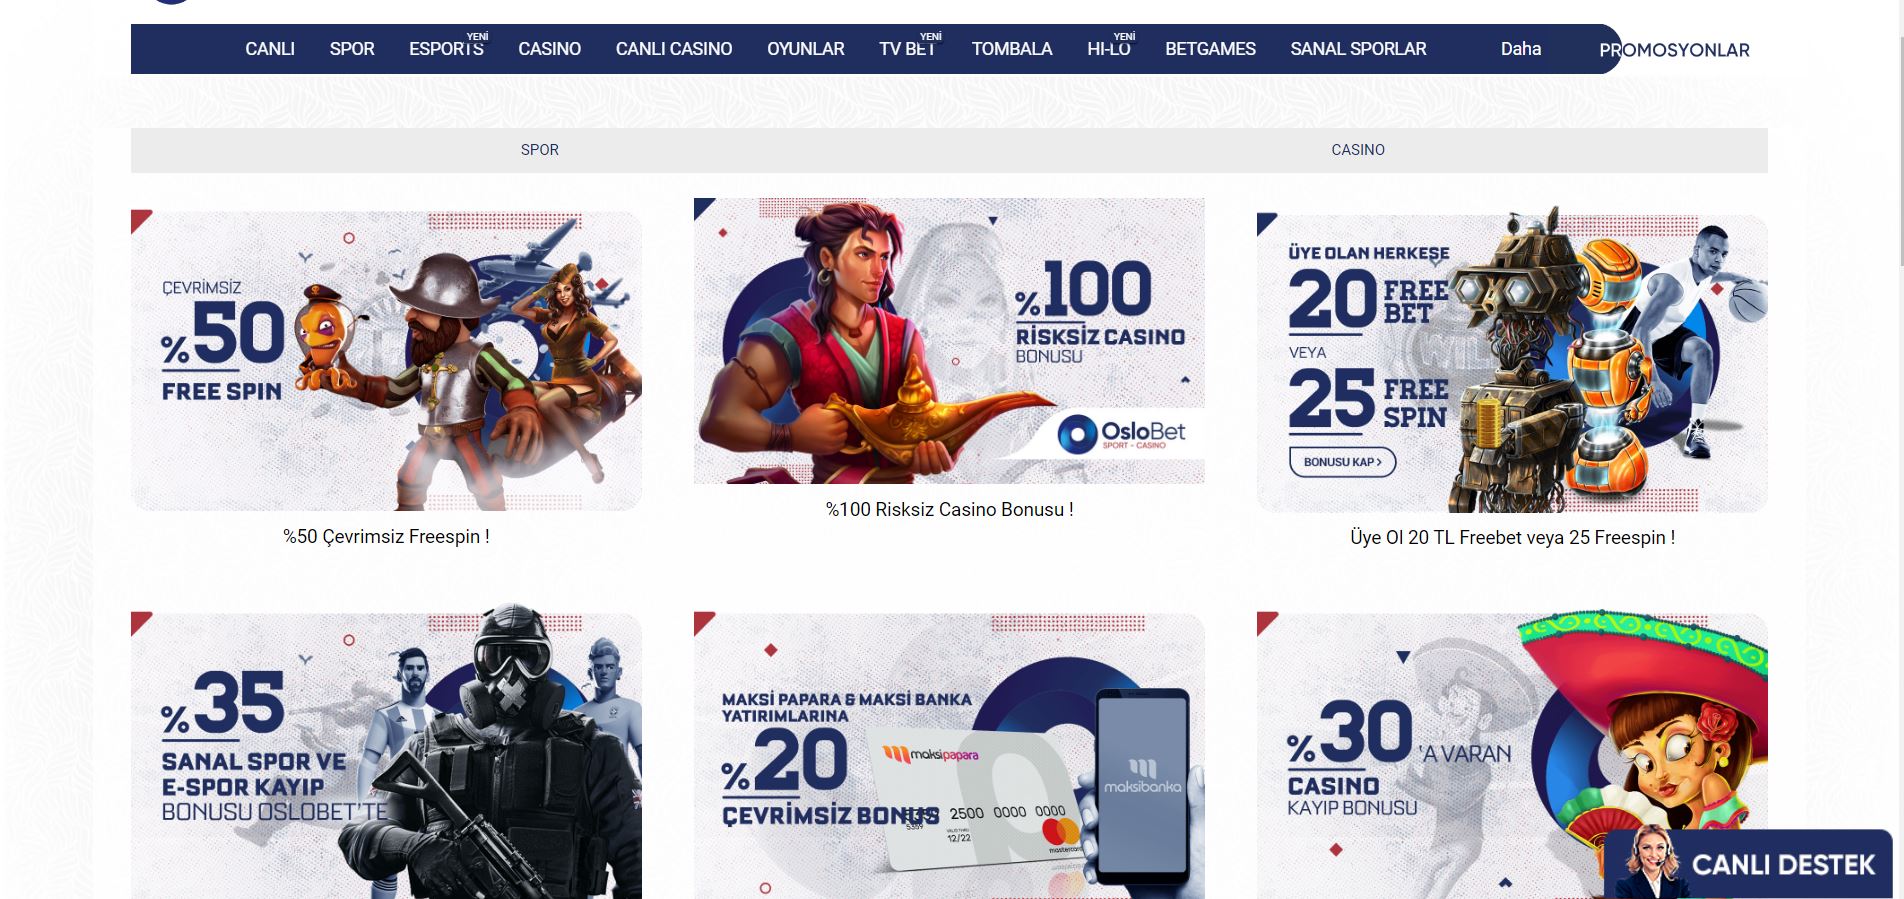 CANLI SPOR ESPORTS YENİ CASINO CANLI CASINO OYUNLAR TV BET YENİ TOMBALA HI-LO YENİ BETGAMES SANAL SPORLAR Daha PROMOSYONLAR
SPOR CASINO
ÇEVRİMSİZ
%50
FREE SPIN
%50 Çevrimsiz Freespin !
%100
RİSKSİZ CASINO
BONUSU
OsloBet
SPORT - CASINO
%100 Risksiz Casino Bonusu !
ÜYE OLAN HERKESE
20 FREE BET
VEYA
25 FREE SPIN
BONUSU KAP >
Üye Ol 20 TL Freebet veya 25 Freespin !
%35
SANAL SPOR VE
E-SPOR KAYIP
BONUSU OSLOBET'TE
MAKSİ PAPARA & MAKSİ BANKA
YATIRIMLARINA
%20
ÇEVRİMSİZ BONUS
maksipapara
2500 0000 0000
5359
VALID THRU
12/22
mastercard
maksibanka
%30 'A VARAN
CASINO
KAYIP BONUSU
CANLI DESTEK